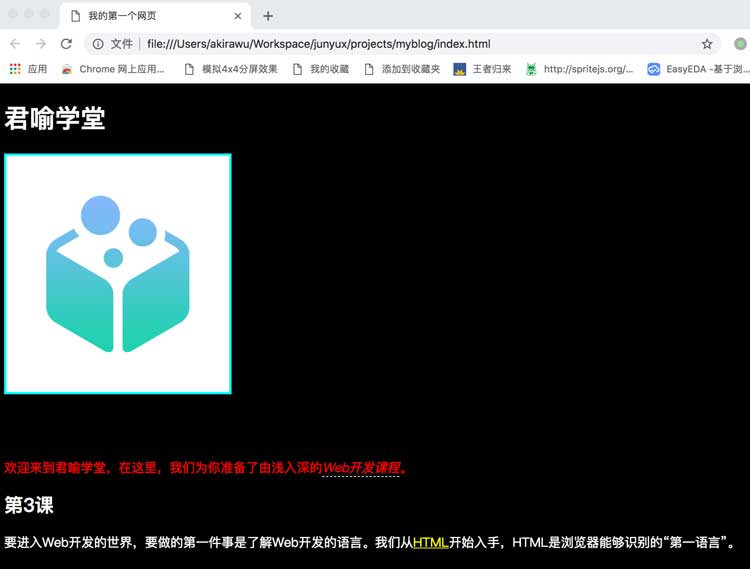 我的第一个网页
文件 | file:///Users/akirawu/Workspace/junyux/projects/myblog/index.html
应用 Chrome 网上应用... 模拟4x4分屏效果 我的收藏 添加到收藏夹 王者归来 http://spritejs.org/... EasyEDA -基于浏...
君喻学堂
欢迎来到君喻学堂，在这里，我们为你准备了由浅入深的Web开发课程。
第3课
要进入Web开发的世界，要做的第一件事是了解Web开发的语言。我们从HTML开始入手，HTML是浏览器能够识别的“第一语言”。